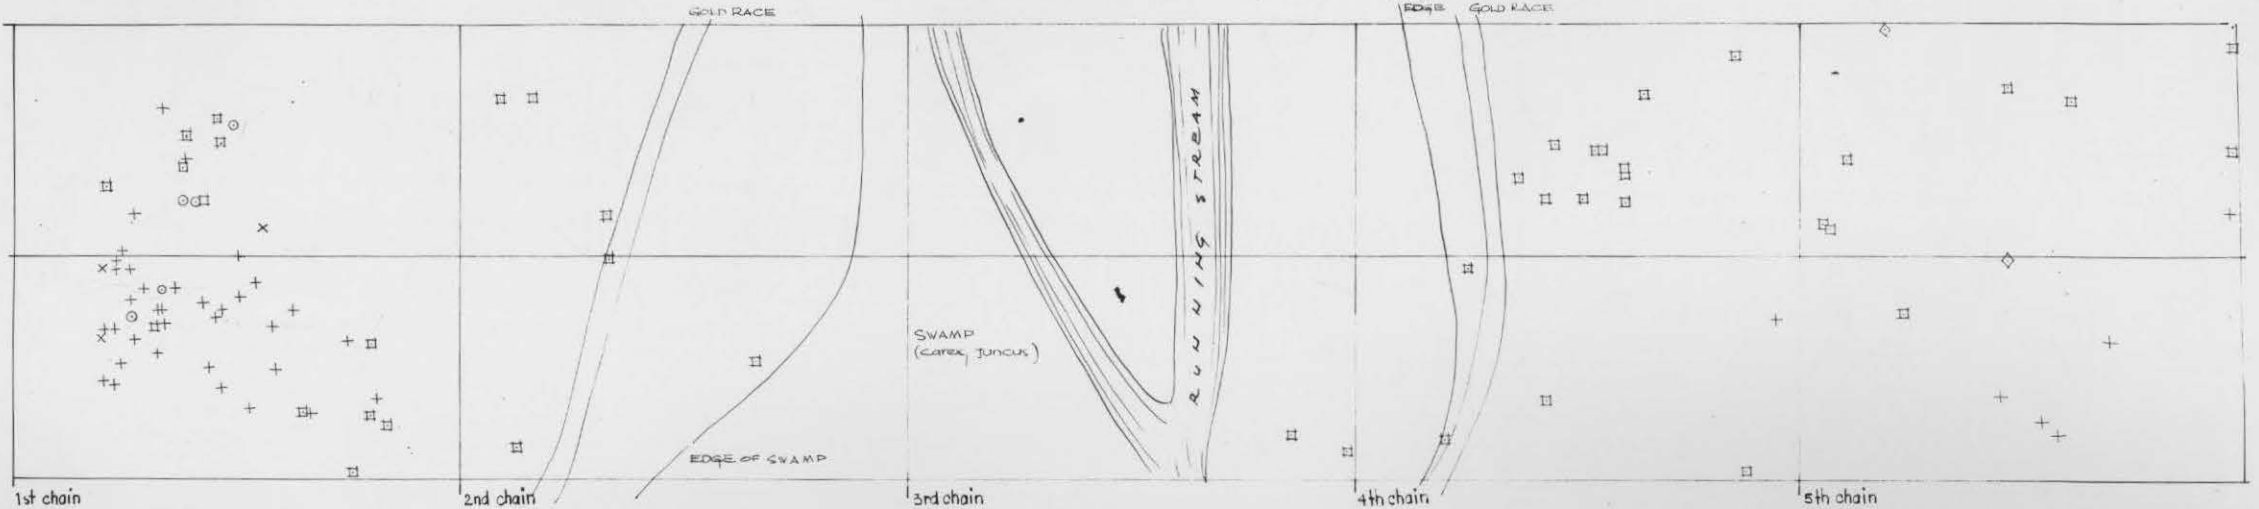 GOLD RACE
EDGE GOLD RACE
RUNNING STREAM
SWAMP
(carex, juncus)
EDGE OF SWAMP
1st chain
2nd chain
3rd chain
4th chain
5th chain